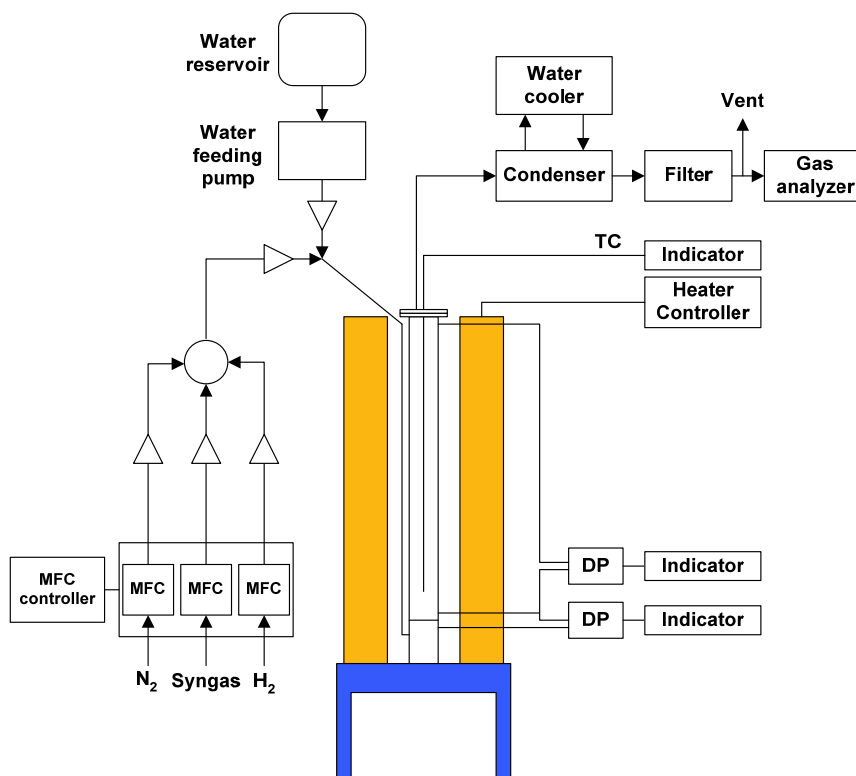 Water
reservoir
Water
feeding
pump
Water
cooler
Vent
Condenser
Filter
Gas
analyzer
TC
Indicator
Heater
Controller
DP
Indicator
DP
Indicator
MFC
controller
MFC
MFC
MFC
N₂
Syngas
H₂